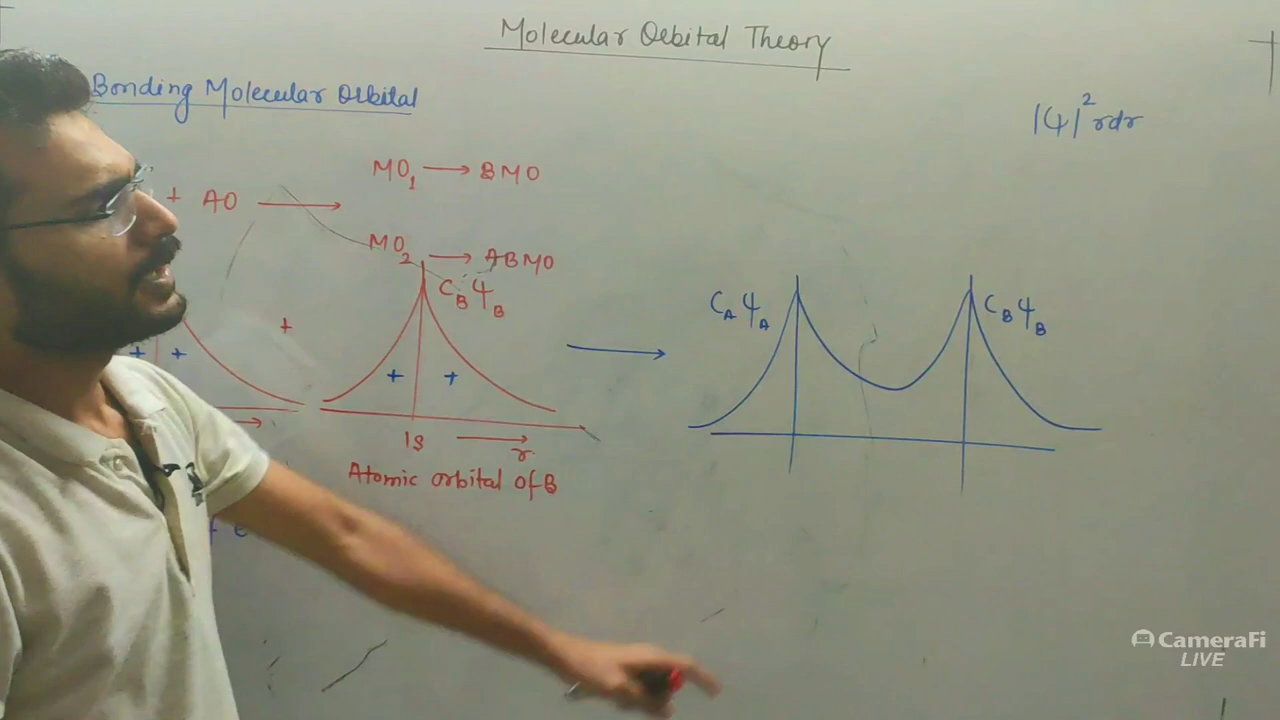 Molecular Orbital Theory
Bonding Molecular Orbital
|Ψ|² rdr
+ AO ⟶
MO₁ ⟶ BMO
MO₂ ⟶ ABMO
C_B Ψ_B
+
+ +
+ +
1s ⟶ r
Atomic orbital of B
C_A Ψ_A
C_B Ψ_B
CameraFi
LIVE